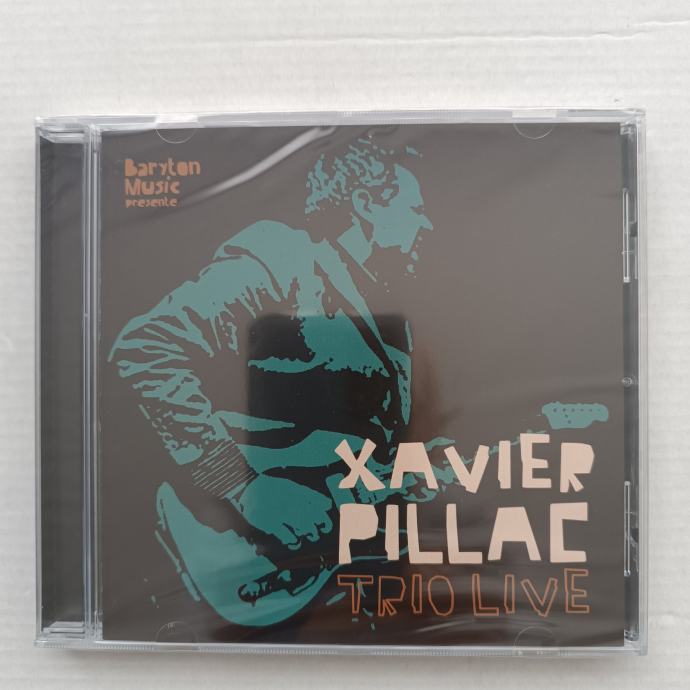 Baryton
Music
presente
XAVIER
PILLAC
TRIO LIVE